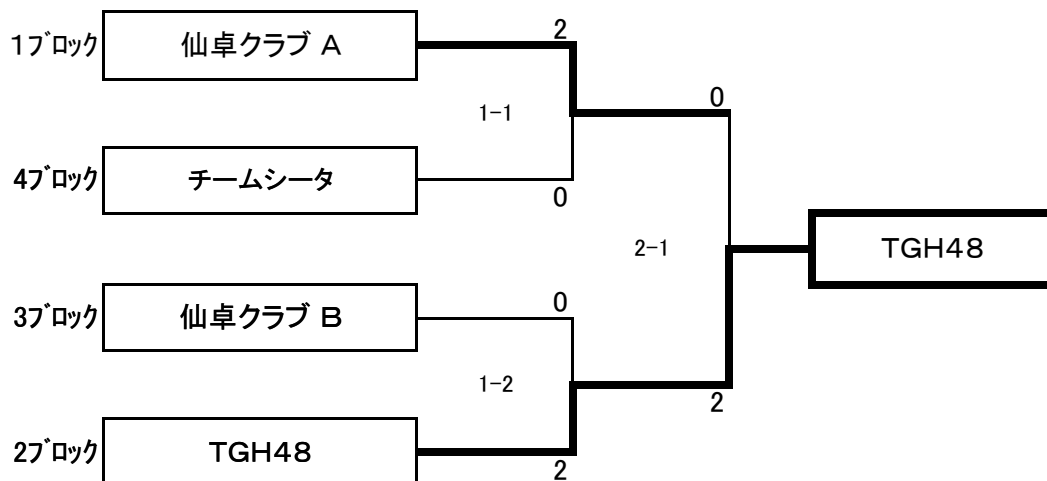 1ブロック 仙卓クラブ A 2
1-1 0
4ブロック チームシータ 0
2-1 TGH48
3ブロック 仙卓クラブ B 0
1-2 2
2ブロック TGH48 2